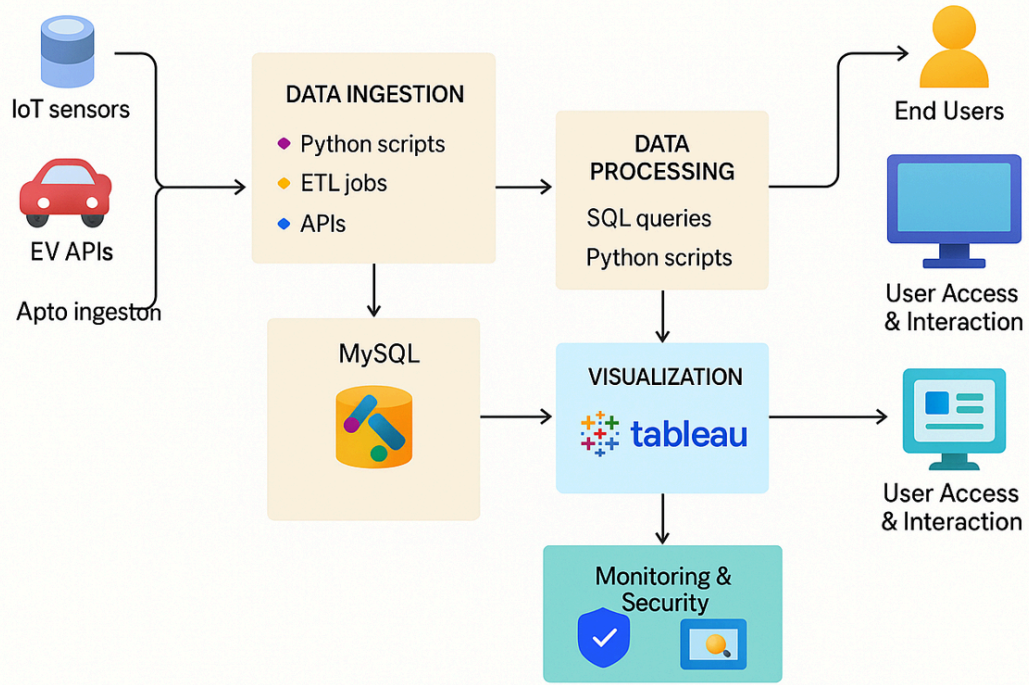 IoT sensors
EV APIs
Apto ingeston
DATA INGESTION
Python scripts
ETL jobs
APIs
MySQL
DATA
PROCESSING
SQL queries
Python scripts
VISUALIZATION
tableau
Monitoring &
Security
End Users
User Access
& Interaction
User Access
& Interaction